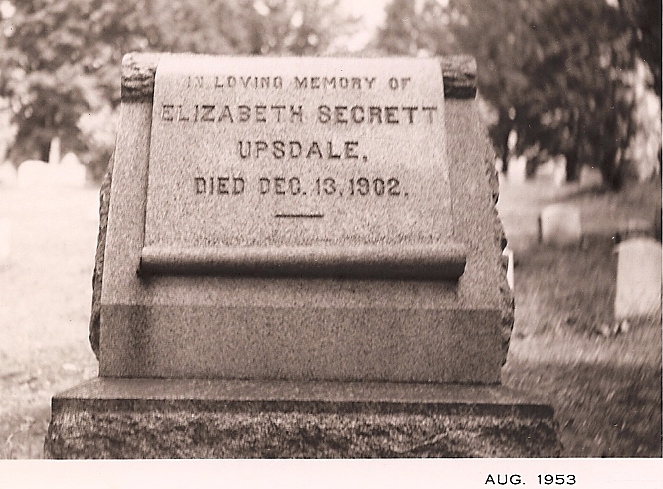 IN LOVING MEMORY OF
ELIZABETH SECRETT
UPSDALE,
DIED DEC. 13, 1902.
AUG. 1953